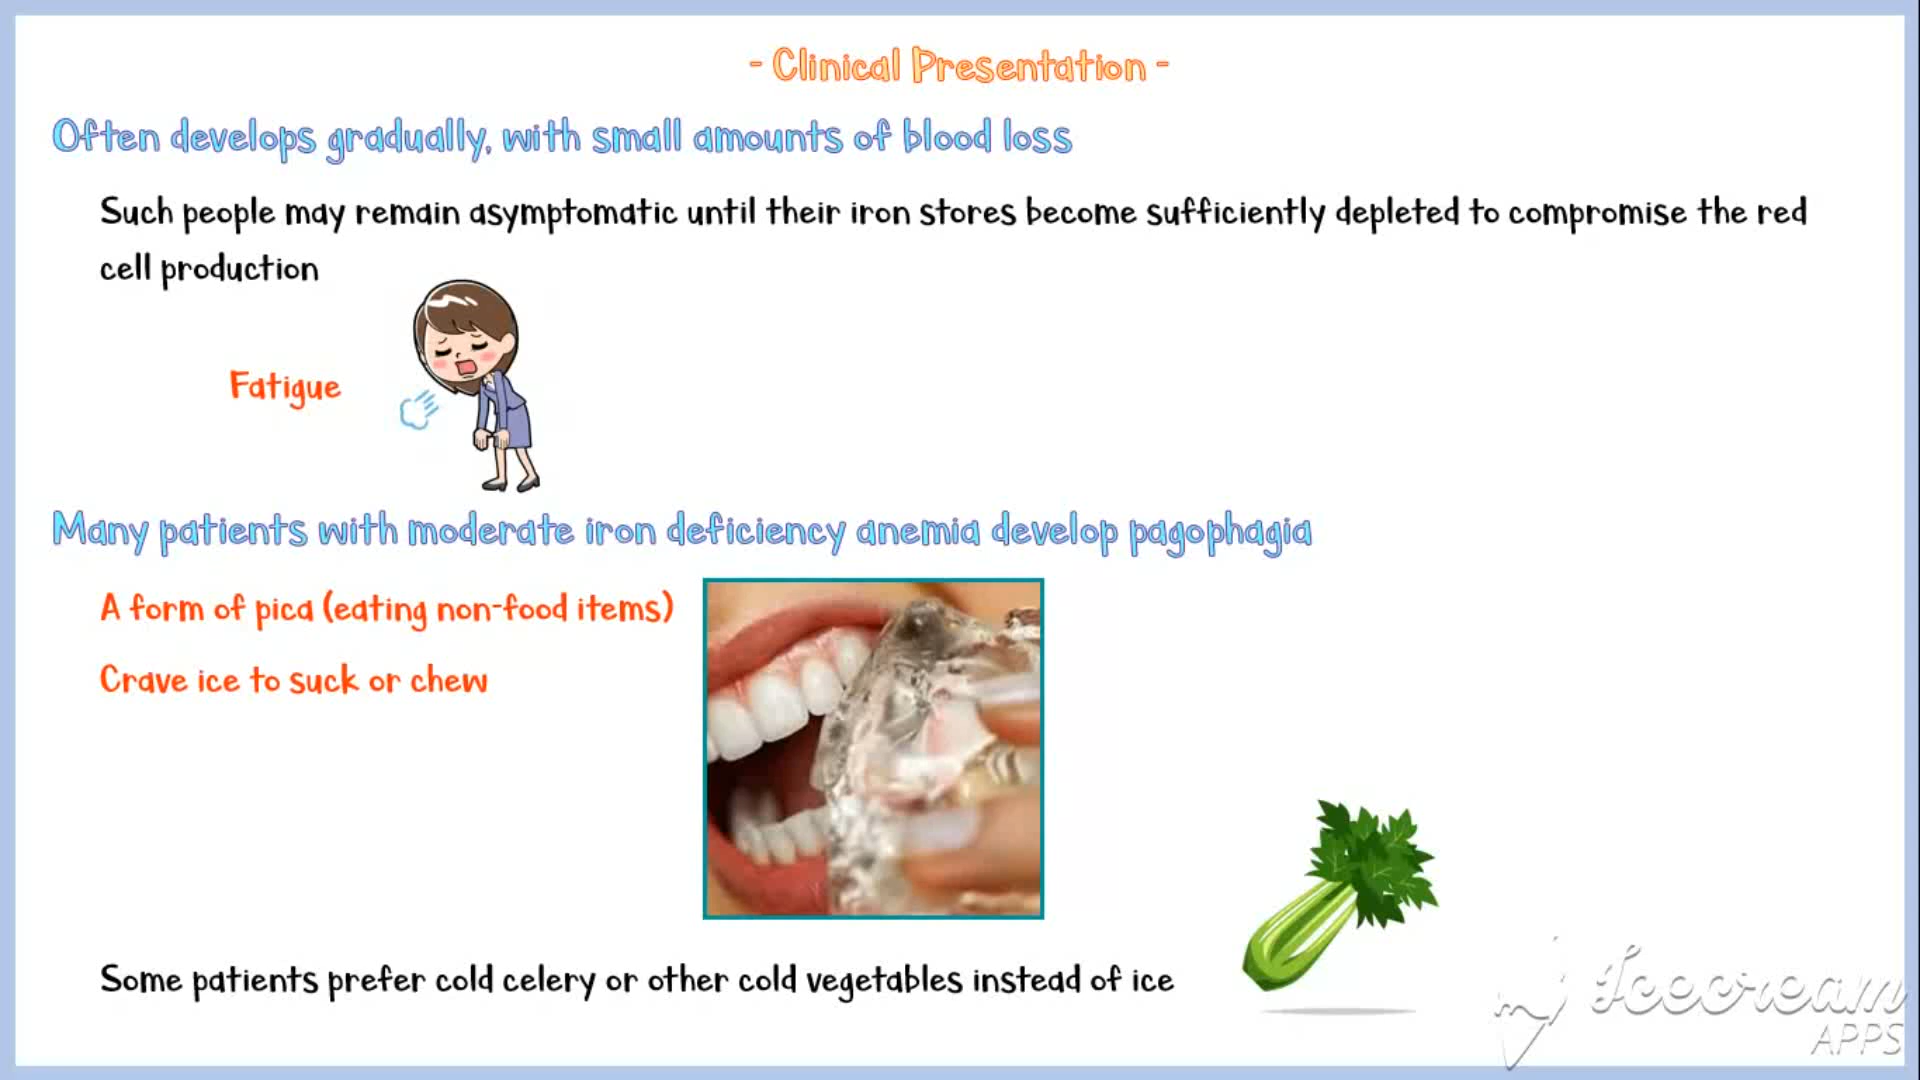 - Clinical Presentation -
Often develops gradually, with small amounts of blood loss
Such people may remain asymptomatic until their iron stores become sufficiently depleted to compromise the red
cell production
Fatigue
Many patients with moderate iron deficiency anemia develop pagophagia
A form of pica (eating non-food items)
Crave ice to suck or chew
Some patients prefer cold celery or other cold vegetables instead of ice
Icecream
APPS